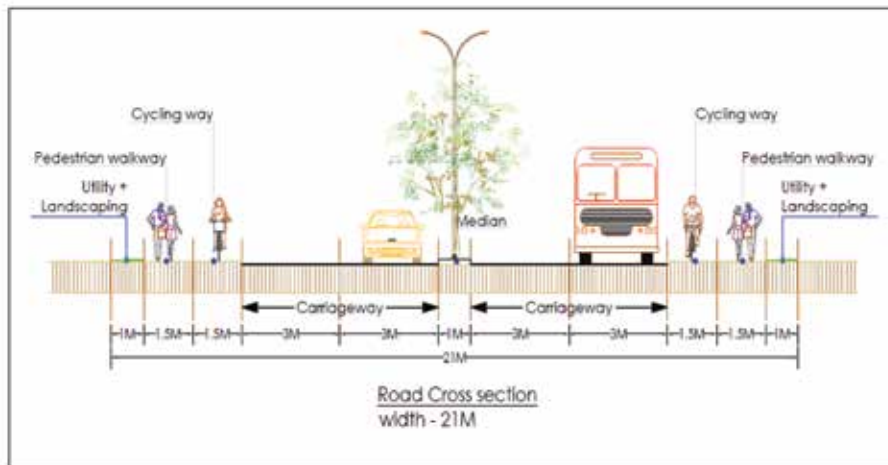 Cycling way
Cycling way
Pedestrian walkway
Pedestrian walkway
Utility +
Landscaping
Utility +
Landscaping
Median
Carriageway
Carriageway
1M 1.5M 1.5M 3M 3M 1M 3M 3M 1.5M 1.5M 1M
21M
Road Cross section
width - 21M